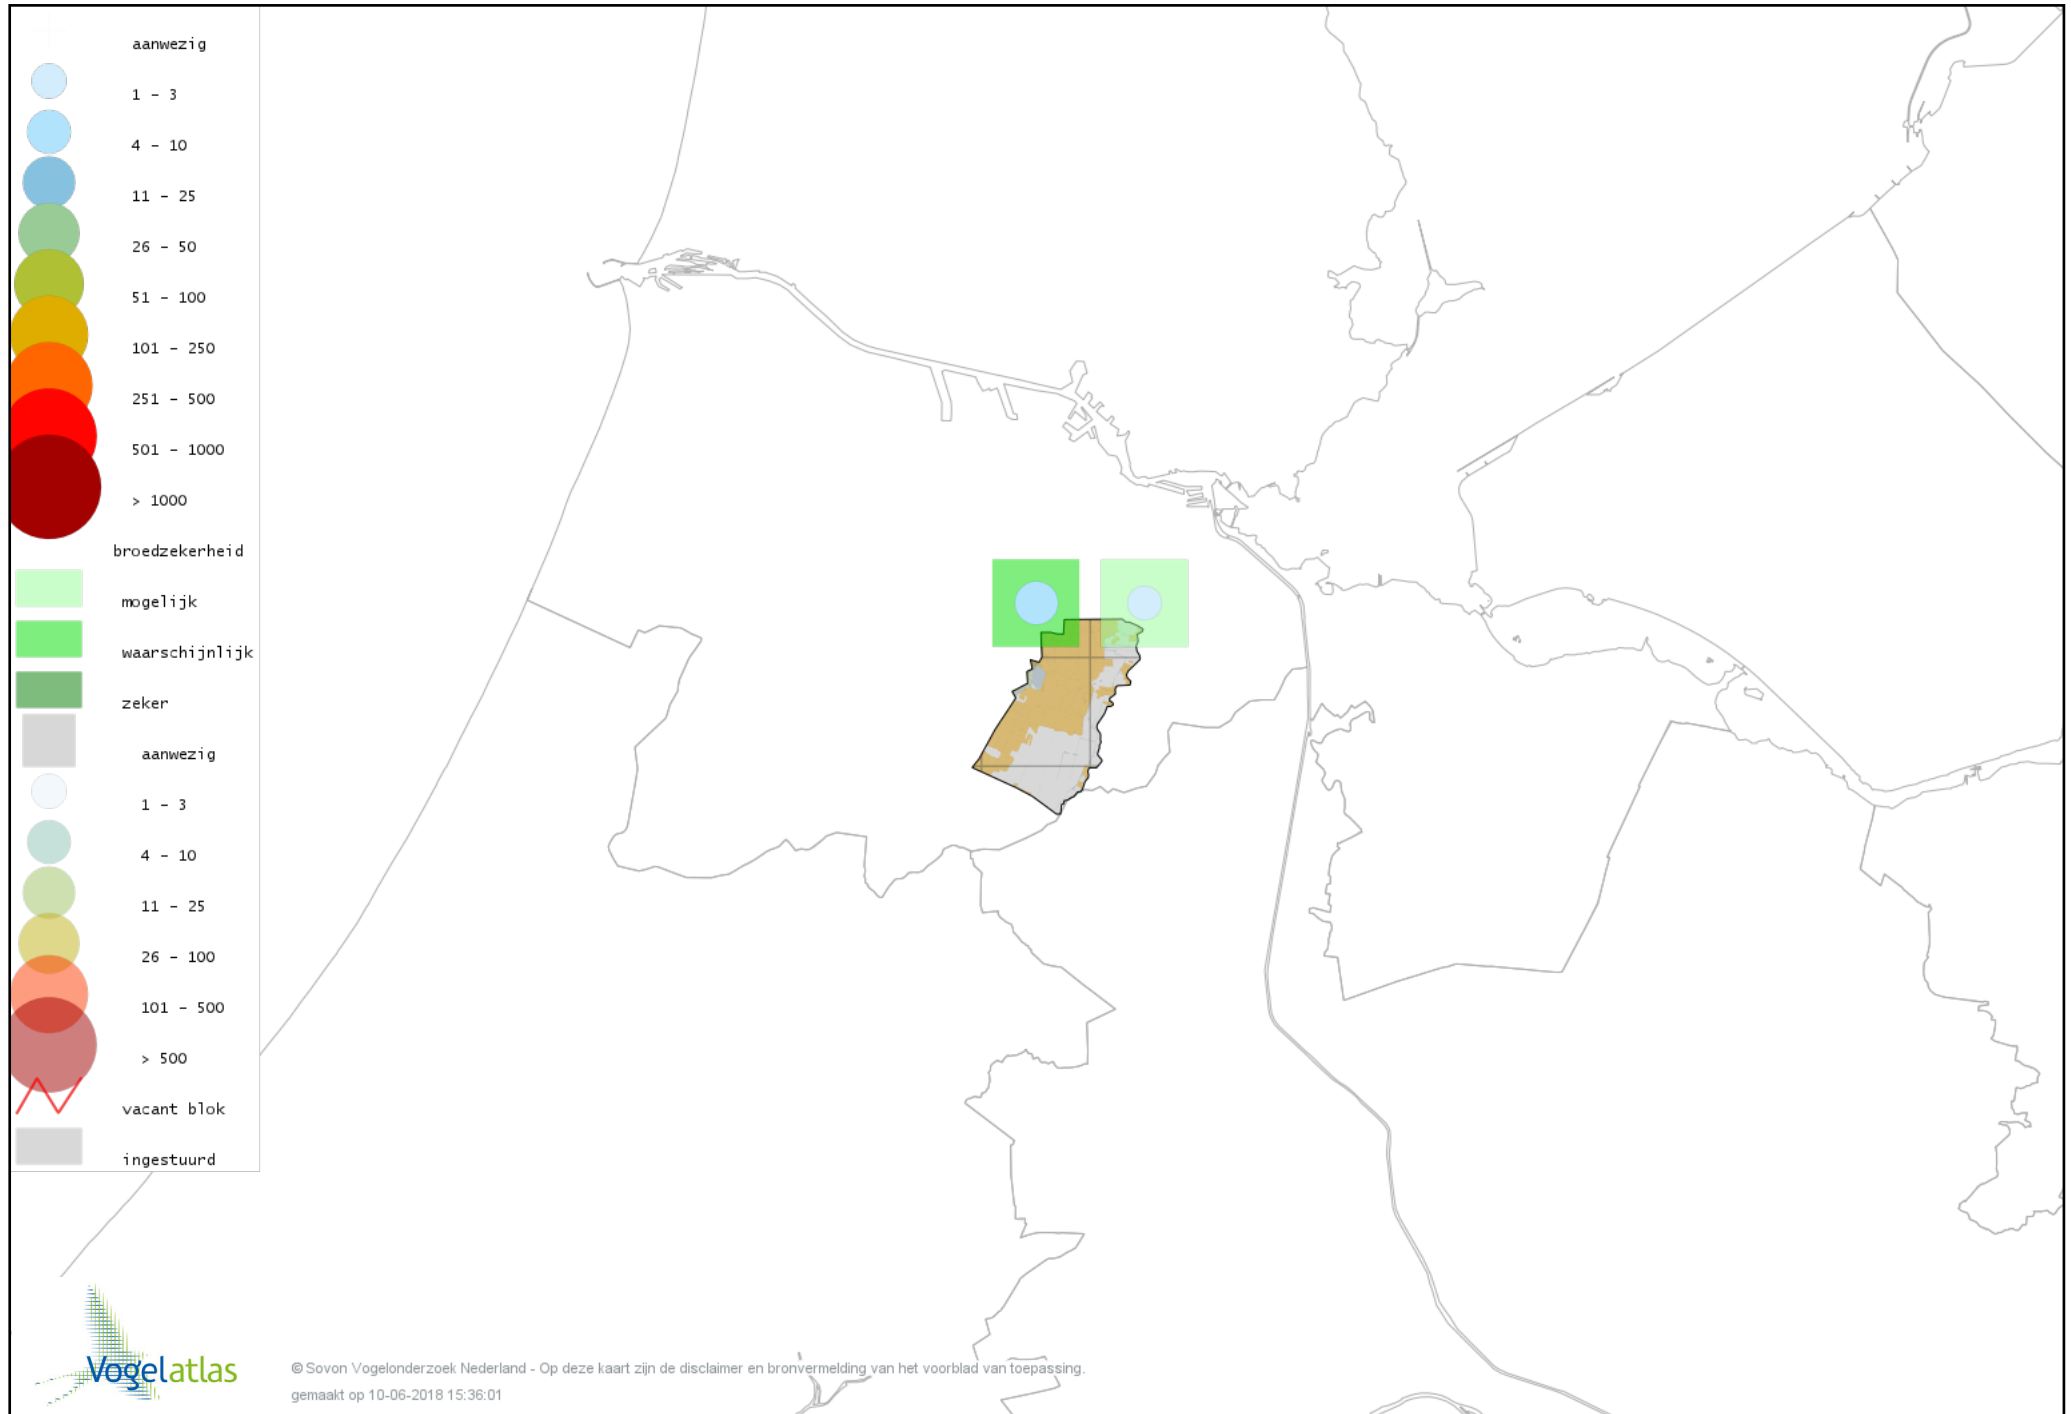 aanwezig
1 - 3
4 - 10
11 - 25
26 - 50
51 - 100
101 - 250
251 - 500
501 - 1000
> 1000
broedzekerheid
mogelijk
waarschijnlijk
zeker
aanwezig
1 - 3
4 - 10
11 - 25
26 - 100
101 - 500
> 500
vacant blok
ingestuurd
Vogelatlas
© Sovon Vogelonderzoek Nederland - Op deze kaart zijn de disclaimer en bronvermelding van het voorblad van toepassing.
gemaakt op 10-06-2018 15:36:01